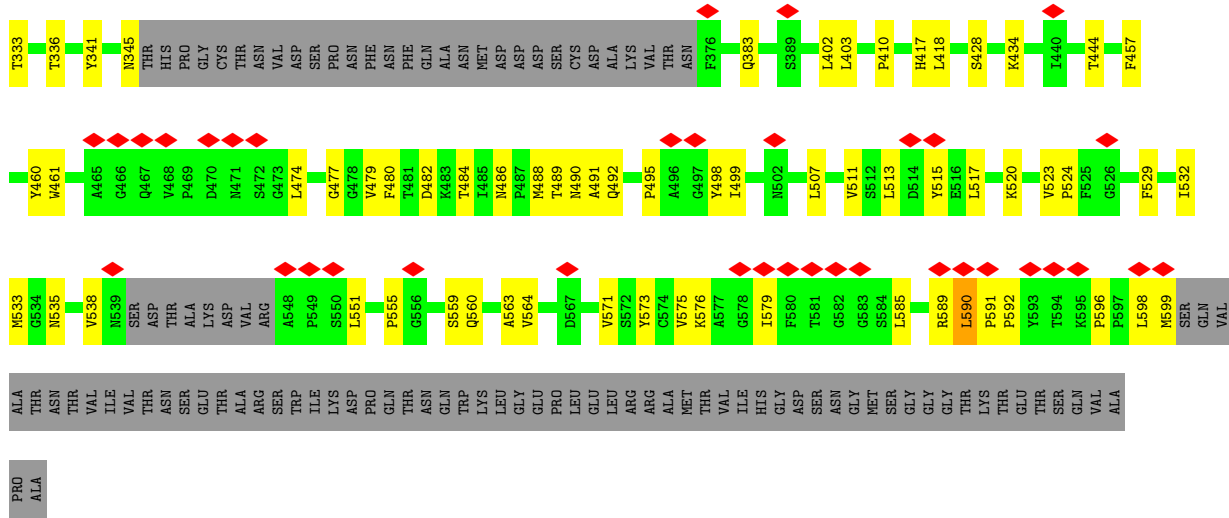 T333 T336 Y341 N345 THR HIS PRO GLY CYS THR ASN VAL ASP SER PRO ASN PHE ASN PHE GLN ALA ASN MET ASP ASP ASP SER CYS ASP ALA LYS VAL THR ASN F376 Q383 S389 L402 L403 P410 H417 L418 S428 K434 I440 T444 F457
Y460 W461 A465 G466 Q467 V468 P469 D470 N471 S472 G473 L474 G477 G478 V479 F480 T481 D482 K483 T484 I485 N486 P487 M488 T489 N490 A491 Q492 P495 A496 G497 Y498 I499 N502 L507 V511 S512 L513 D514 Y515 E516 L517 K520 V523 P524 F525 G526 F529 I532
M533 G534 N535 V538 N539 SER ASP THR ALA LYS ASP VAL ARG A548 P549 S550 L551 P555 G556 S559 Q560 A563 V564 D567 V571 S572 Y573 C574 V575 K576 A577 G578 I579 F580 T581 G582 G583 S584 L585 R589 L590 P591 P592 Y593 T594 K595 P596 P597 L598 M599 SER GLN VAL
ALA THR ASN THR VAL ILE VAL THR ASN SER GLU THR ALA ARG SER TRP ILE LYS ASP PRO GLN THR ASN GLN TRP LYS LEU GLY GLU PRO LEU GLU LEU ARG ARG ALA MET THR VAL ILE HIS GLY ASP SER ASN GLY MET SER GLY GLY GLY THR LYS THR GLU THR SER GLN VAL ALA
PRO ALA